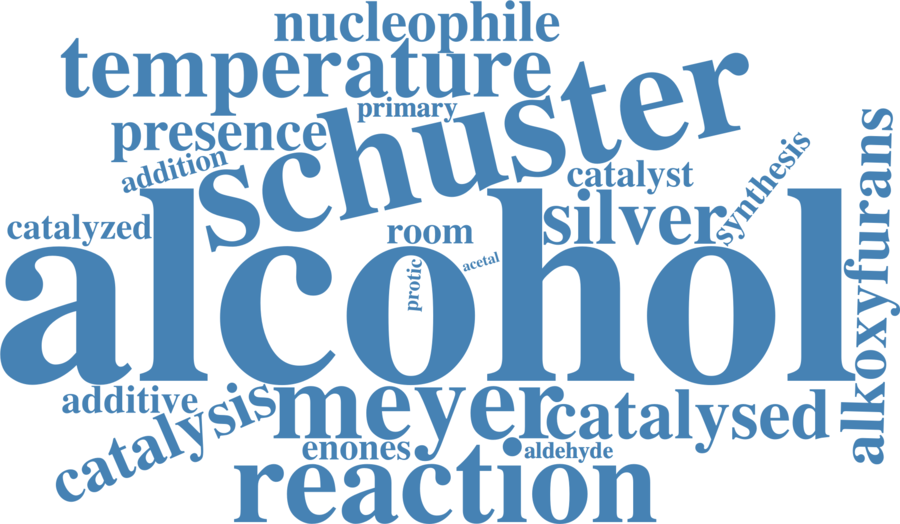 nucleophile
temperature
schuster
primary
presence
addition
catalyst
synthesis
catalyzed
room
silver
alkoxyfurans
alcohol
protic
acetal
additive
catalysis
meyer
catalysed
enones
aldehyde
reaction